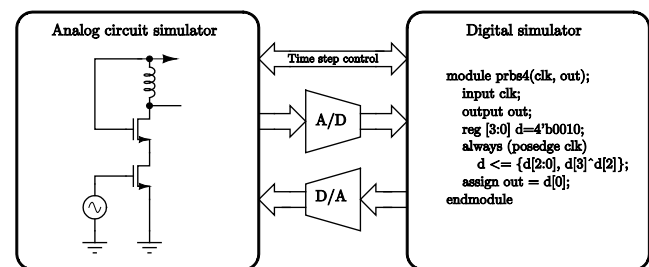 Analog circuit simulator
Digital simulator
Time step control
A/D
D/A
module prbs4(clk, out);
input clk;
output out;
reg [3:0] d=4'b0010;
always (posedge clk)
d <= {d[2:0], d[3]^d[2]};
assign out = d[0];
endmodule